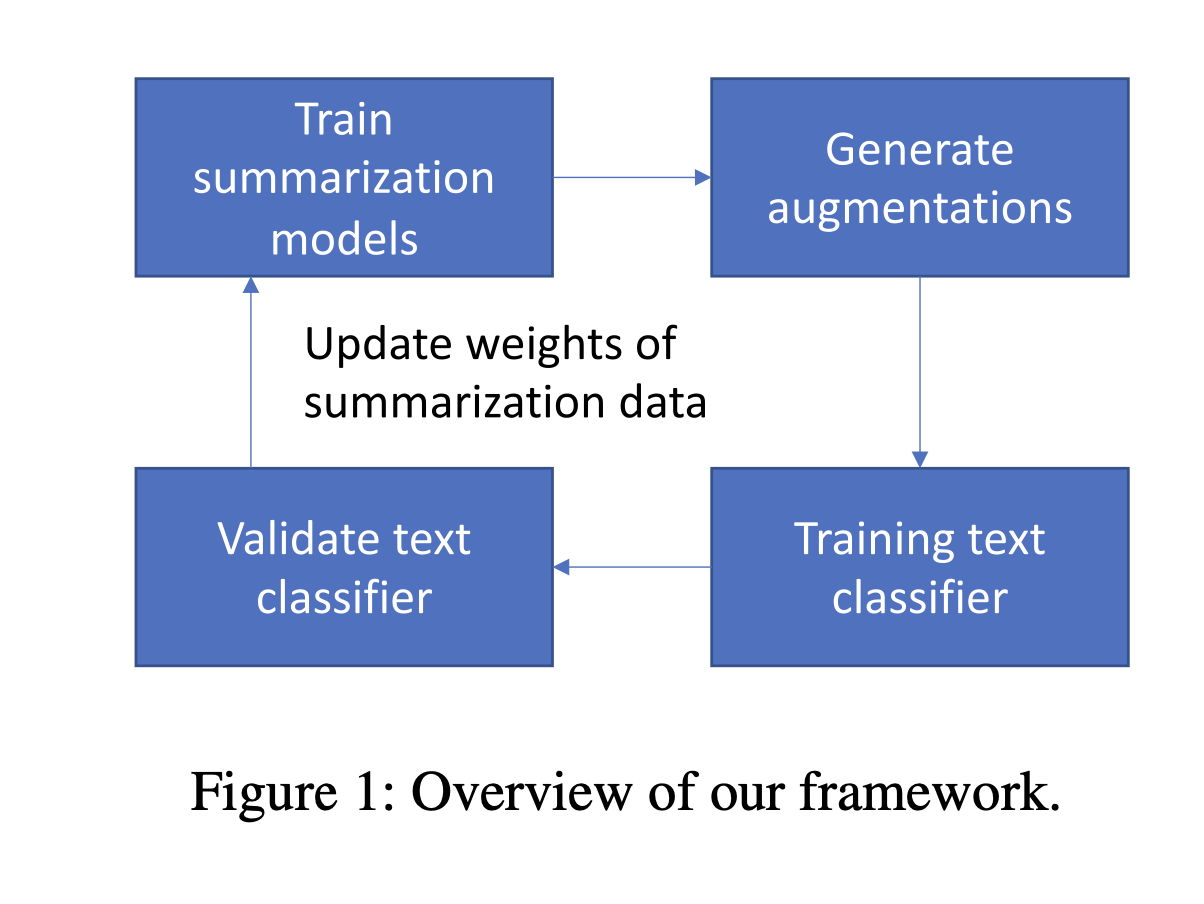 Train
summarization
models
Generate
augmentations
Update weights of
summarization data
Validate text
classifier
Training text
classifier
Figure 1: Overview of our framework.